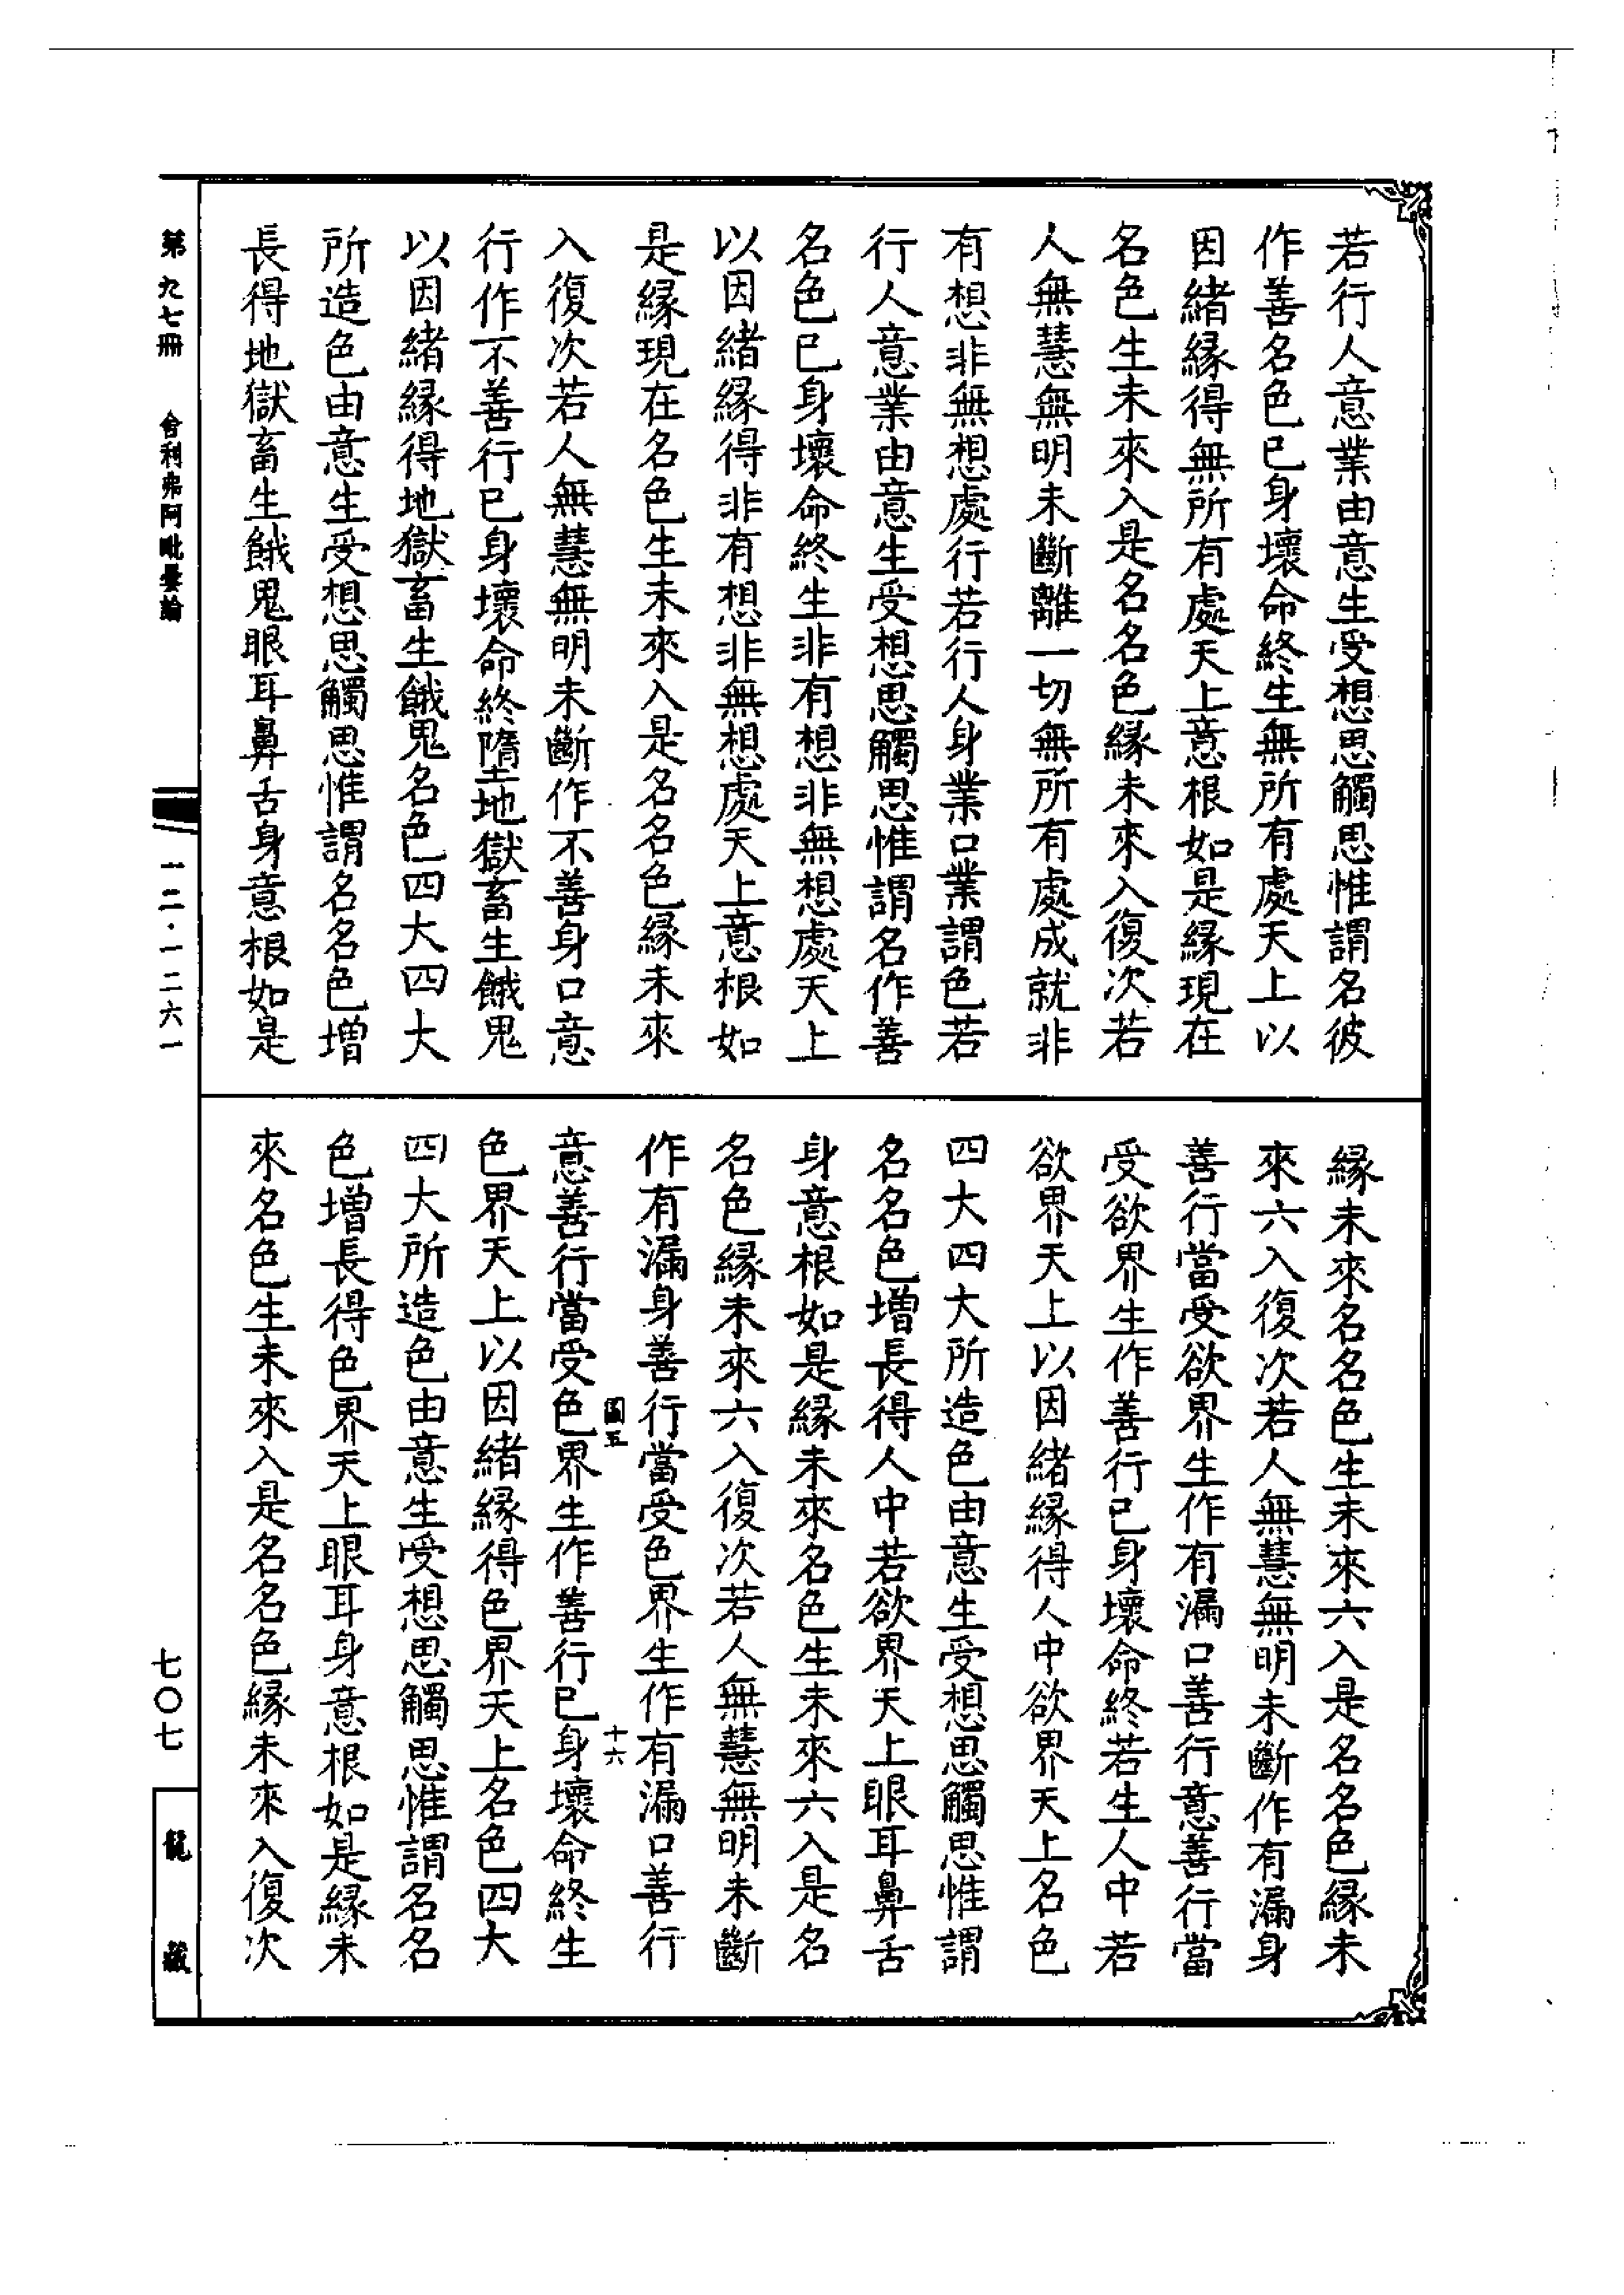 若行人意業由意生受想思觸思惟謂名彼
作善名色已身壞命終生無所有處天上以
因緒緣得無所有處天上意根如是緣現在
名色生未來入是名名色緣未來入復次若
人無慧無明未斷離一切無所有處成就非
有想非無想處行若行人身業口業謂色若
行人意業由意生受想思觸思惟謂名作善
名色已身壞命終生非有想非無想處天上
以因緒緣得非有想非無想處天上意根如
是緣現在名色生未來入是名名色緣未來
入復次若人無慧無明未斷作不善身口意
行作不善行已身壞命終墮地獄畜生餓鬼
以因緒緣得地獄畜生餓鬼名色四大四大
所造色由意生受想思觸思惟謂名名色增
長得地獄畜生餓鬼眼耳鼻舌身意根如是
緣未來名名色生未來六入是名名色緣未
來六入復次若人無慧無明未斷作有漏身
善行當受欲界生作有漏口善行意善行當
受欲界生作善行已身壞命終若生人中若
欲界天上以因緒緣得人中欲界天上名色
四大四大所造色由意生受想思觸思惟謂
名名色增長得人中若欲界天上眼耳鼻舌
身意根如是緣未來名色生未來六入是名
名色緣未來六入復次若人無慧無明未斷
作有漏身善行當受色界生作有漏口善行
圖五 十六
意善行當受色界生作善行已身壞命終生
色界天上以因緒緣得色界天上名色四大
四大所造色由意生受想思觸思惟謂名名
色增長得色界天上眼耳身意根如是緣未
來名色生未來入是名名色緣未來入復次
第九七冊 舍利弗阿毗曇論 一二·一二六一
七〇七
龍藏